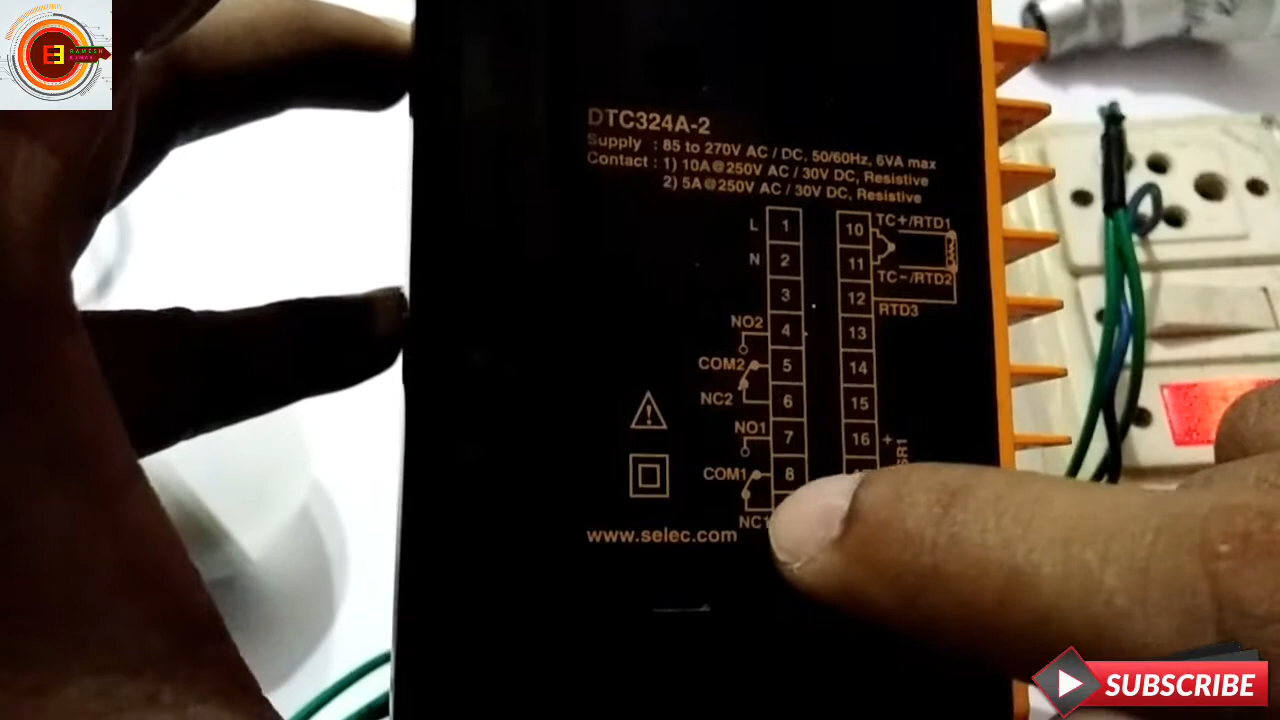 RAMESH
DTC324A-2
Supply : 85 to 270V AC / DC, 50/60Hz, 6VA max
Contact : 1) 10A@250V AC / 30V DC, Resistive
2) 5A@250V AC / 30V DC, Resistive
L 1
N 2
3
NO2 4
COM2 5
NC2 6
NO1 7
COM1 8
NC1
10 TC+/RTD1
11 TC-/RTD2
12 RTD3
13
14
15
16 +
www.selec.com
SUBSCRIBE